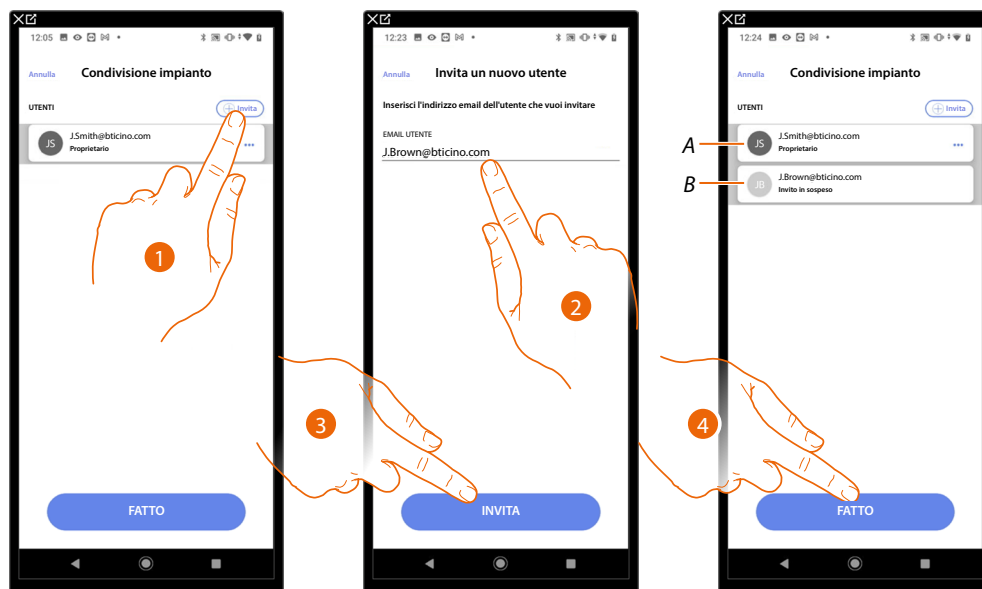 12:05
Annulla Condivisione impianto
UTENTI Invita
JS J.Smith@bticino.com
Proprietario
1
FATTO
12:23
Annulla Invita un nuovo utente
Inserisci l'indirizzo email dell'utente che vuoi invitare
EMAIL UTENTE
J.Brown@bticino.com
2
3
INVITA
12:24
Annulla Condivisione impianto
UTENTI Invita
A JS J.Smith@bticino.com
Proprietario
B JB J.Brown@bticino.com
Invito in sospeso
4
FATTO